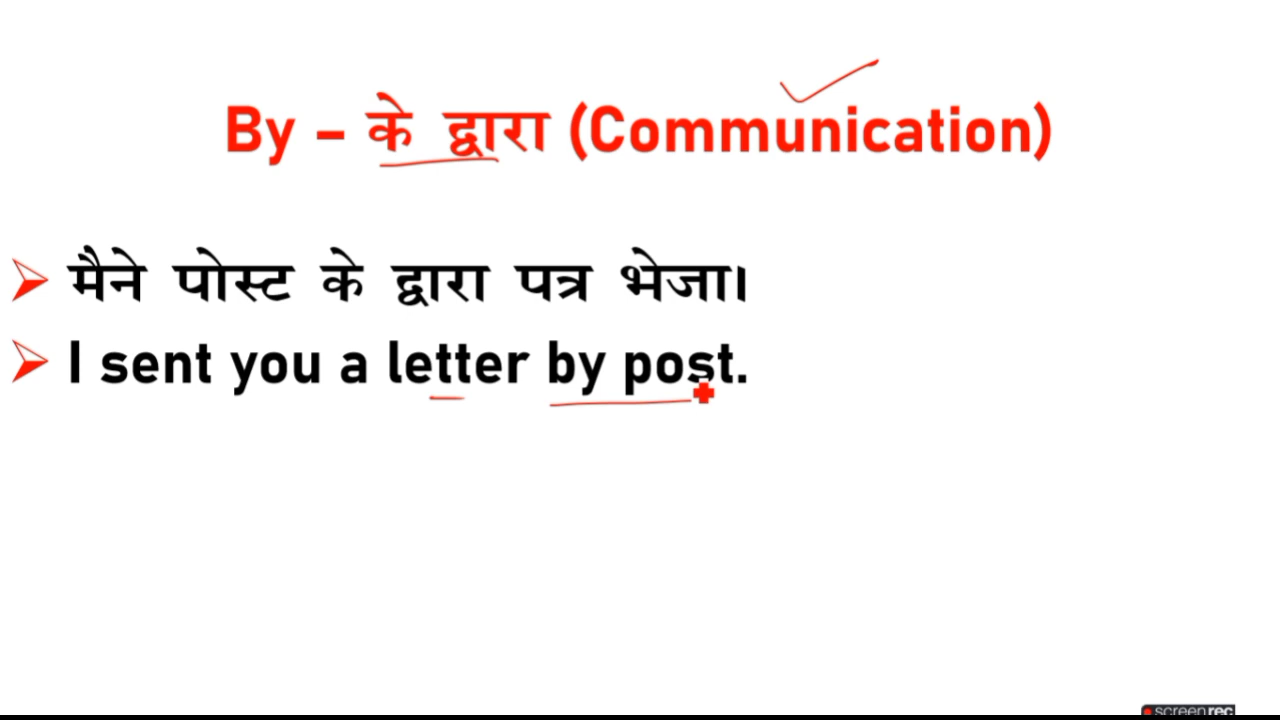 By – के द्वारा (Communication)
मैने पोस्ट के द्वारा पत्र भेजा।
I sent you a letter by post.
screenrec